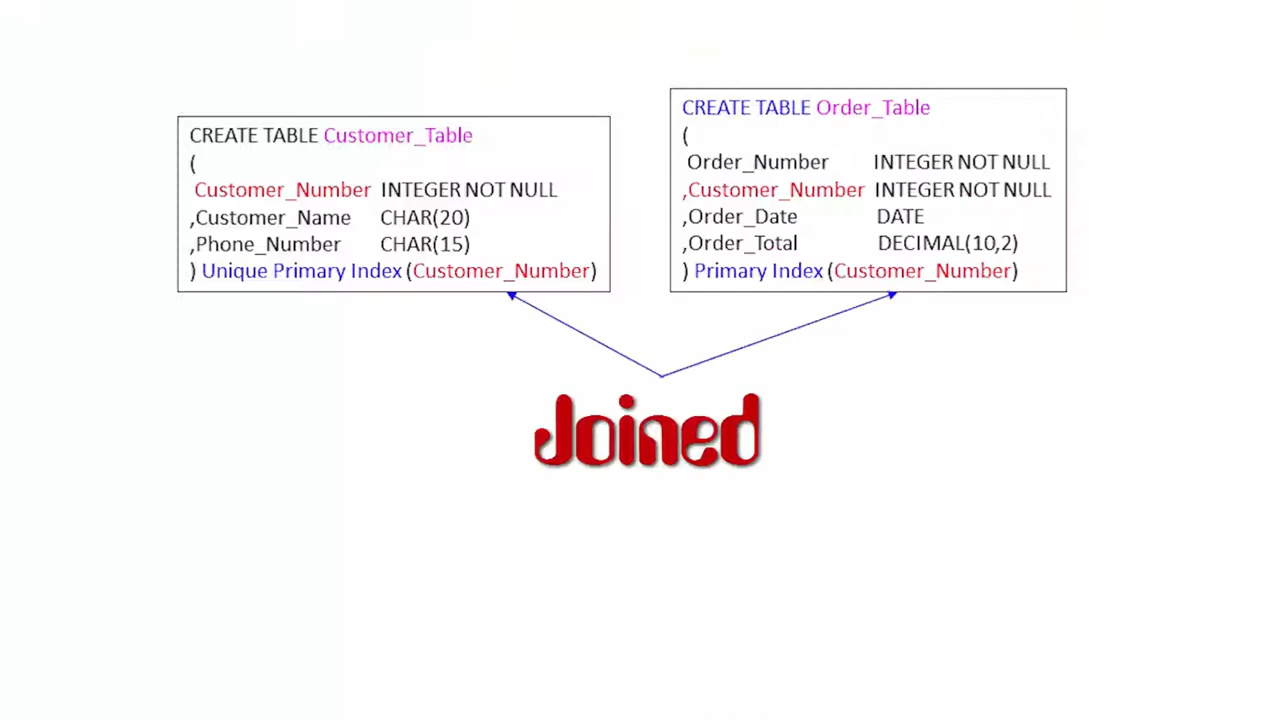 CREATE TABLE Customer_Table
(
Customer_Number INTEGER NOT NULL
,Customer_Name CHAR(20)
,Phone_Number CHAR(15)
) Unique Primary Index (Customer_Number)
CREATE TABLE Order_Table
(
Order_Number INTEGER NOT NULL
,Customer_Number INTEGER NOT NULL
,Order_Date DATE
,Order_Total DECIMAL(10,2)
) Primary Index (Customer_Number)
Joined